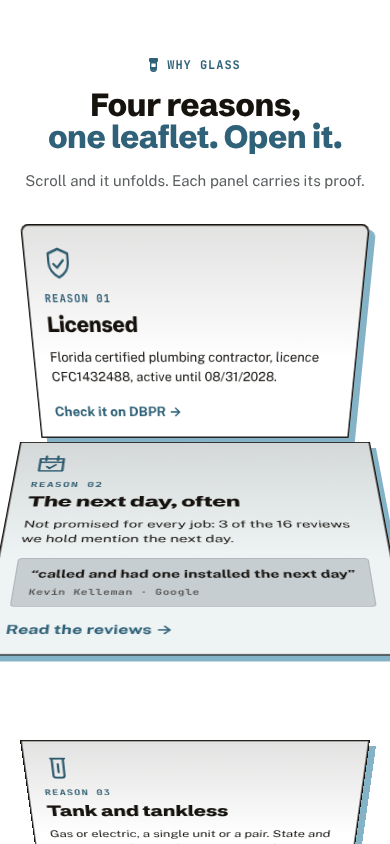 WHY GLASS
Four reasons,
one leaflet. Open it.
Scroll and it unfolds. Each panel carries its proof.
REASON 01
Licensed
Florida certified plumbing contractor, licence
CFC1432488, active until 08/31/2028.
Check it on DBPR →
REASON 02
The next day, often
Not promised for every job: 3 of the 16 reviews
we hold mention the next day.
“called and had one installed the next day”
Kevin Kelleman · Google
Read the reviews →
REASON 03
Tank and tankless
Gas or electric, a single unit or a pair. State and